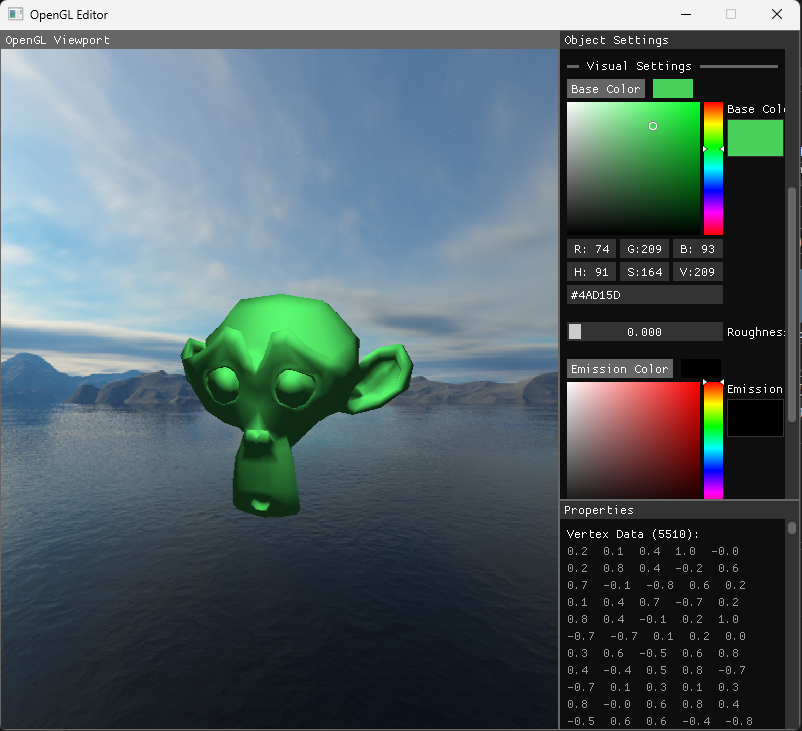 OpenGL Editor
OpenGL Viewport
Object Settings
Visual Settings
Base Color
Base Col
R: 74 G:209 B: 93
H: 91 S:164 V:209
#4AD15D
0.000 Roughnes
Emission Color
Emission
Properties
Vertex Data (5510):
0.2 0.1 0.4 1.0 -0.0
0.2 0.8 0.4 -0.2 0.6
0.7 -0.1 -0.8 0.6 0.2
0.1 0.4 0.7 -0.7 0.2
0.8 0.4 -0.1 0.2 1.0
-0.7 -0.7 0.1 0.2 0.0
0.3 0.6 -0.5 0.6 0.8
0.4 -0.4 0.5 0.8 -0.7
-0.7 0.1 0.3 0.1 0.3
0.8 -0.0 0.6 0.8 0.4
-0.5 0.6 0.6 -0.4 -0.8